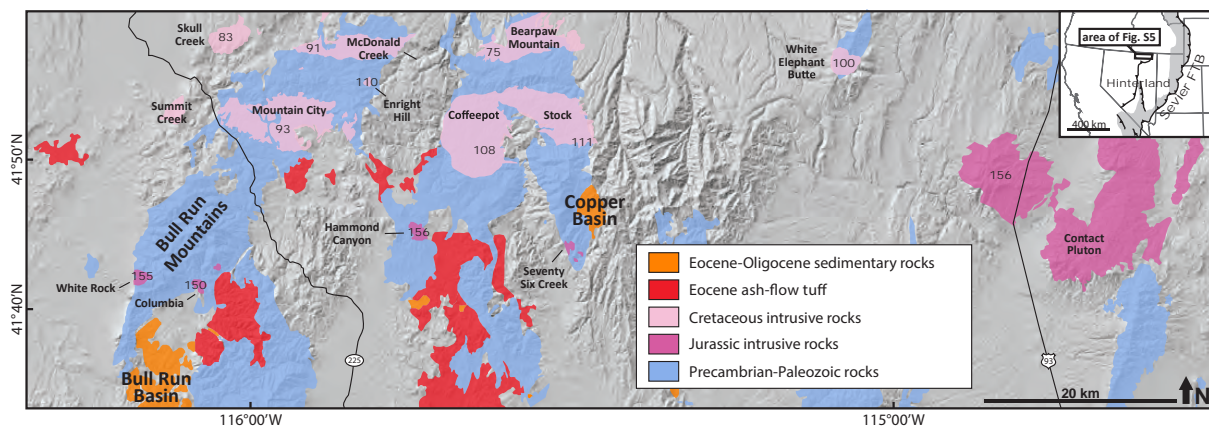 Skull
Creek
83
91
McDonald
Creek
75
Bearpaw
Mountain
White
Elephant
Butte
100
area of Fig. S5
Hinterland
Sevier FTB
400 km
110
Enright
Hill
Summit
Creek
Mountain City
93
Coffeepot
Stock
108
111
41°50'N
156
Contact
Pluton
Bull Run
Mountains
Copper
Basin
Hammond
Canyon
156
Seventy
Six Creek
White Rock
155
150
Columbia
41°40'N
Bull Run
Basin
225
Eocene-Oligocene sedimentary rocks
Eocene ash-flow tuff
Cretaceous intrusive rocks
Jurassic intrusive rocks
Precambrian-Paleozoic rocks
93
20 km
N
116°00'W
115°00'W